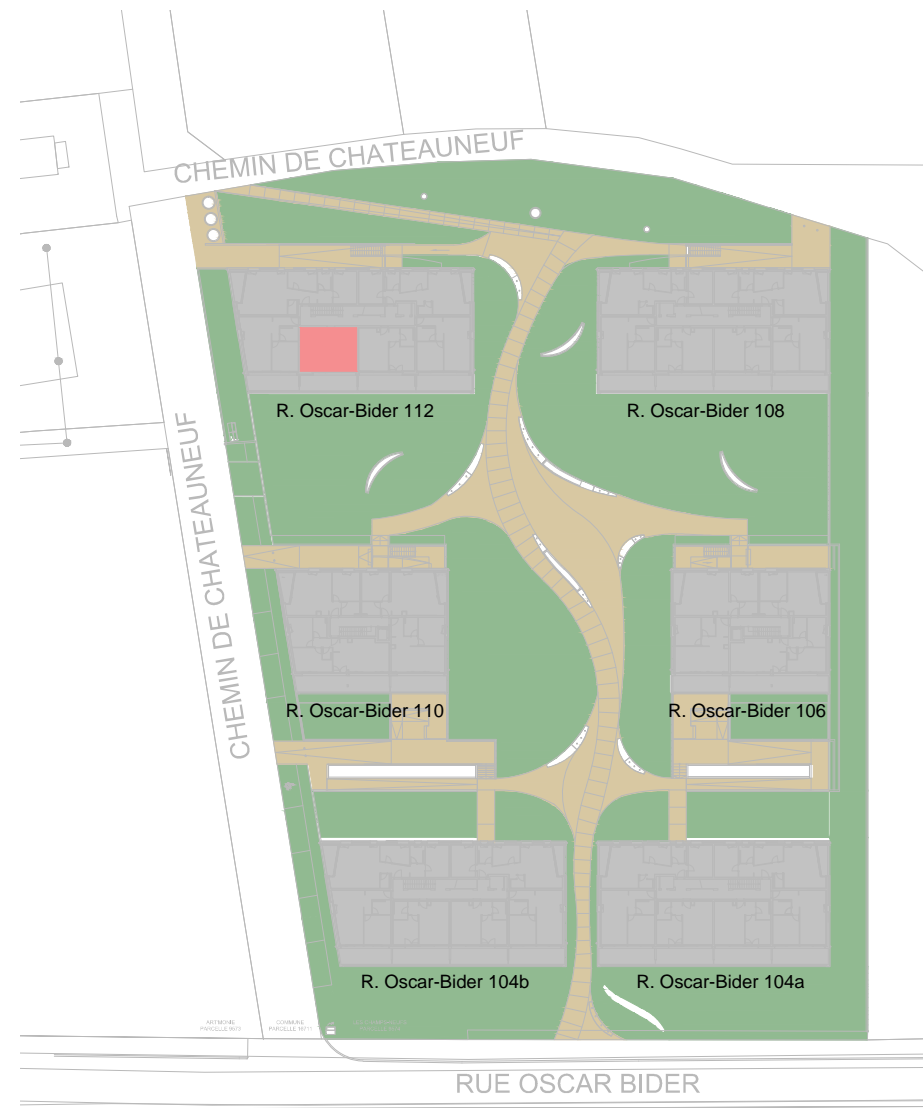 CHEMIN DE CHATEAUNEUF
R. Oscar-Bider 112
R. Oscar-Bider 108
CHEMIN DE CHATEAUNEUF
R. Oscar-Bider 110
R. Oscar-Bider 106
R. Oscar-Bider 104b
R. Oscar-Bider 104a
COMMUNE
RUE OSCAR BIDER